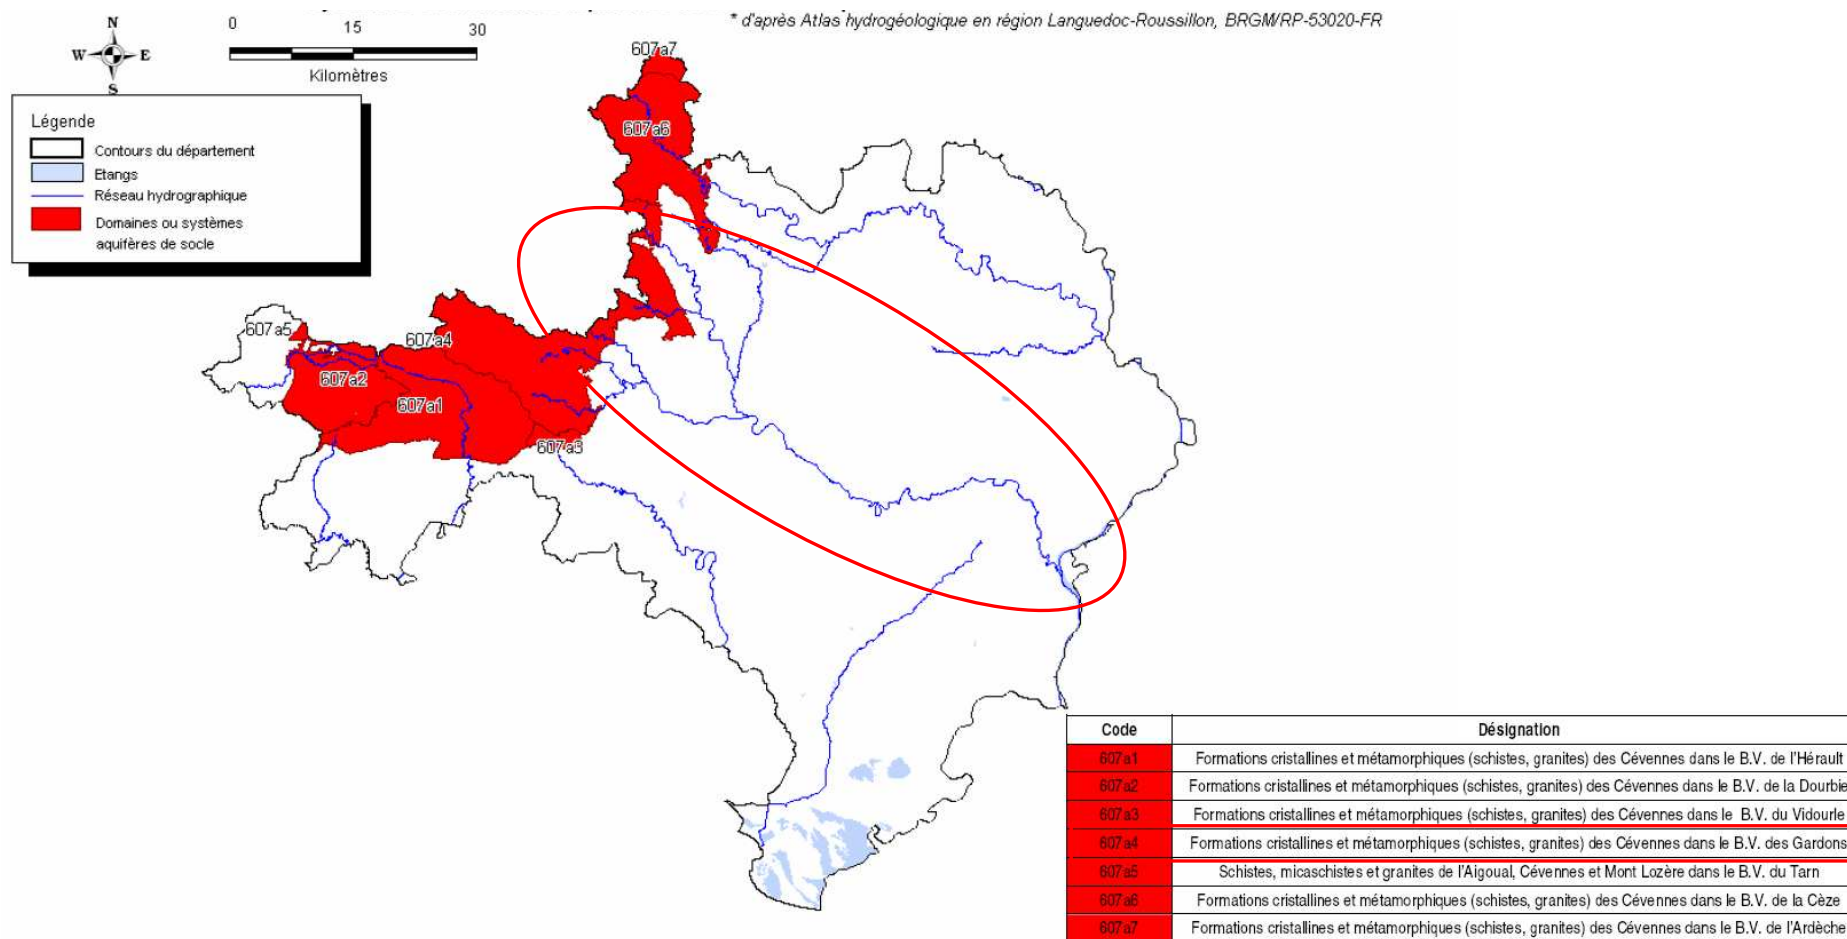 * d'après Atlas hydrogéologique en région Languedoc-Roussillon, BRGM/RP-53020-FR
N
W E
S
0 15 30
Kilomètres
Légende
Contours du département
Etangs
Réseau hydrographique
Domaines ou systèmes
aquifères de socle
607a7
607a6
607a5
607a4
607a2
607a1
607a3
Code Désignation
607a1 Formations cristallines et métamorphiques (schistes, granites) des Cévennes dans le B.V. de l'Hérault
607a2 Formations cristallines et métamorphiques (schistes, granites) des Cévennes dans le B.V. de la Dourbie
607a3 Formations cristallines et métamorphiques (schistes, granites) des Cévennes dans le B.V. du Vidourle
607a4 Formations cristallines et métamorphiques (schistes, granites) des Cévennes dans le B.V. des Gardons
607a5 Schistes, micaschistes et granites de l'Aigoual, Cévennes et Mont Lozère dans le B.V. du Tarn
607a6 Formations cristallines et métamorphiques (schistes, granites) des Cévennes dans le B.V. de la Cèze
607a7 Formations cristallines et métamorphiques (schistes, granites) des Cévennes dans le B.V. de l'Ardèche